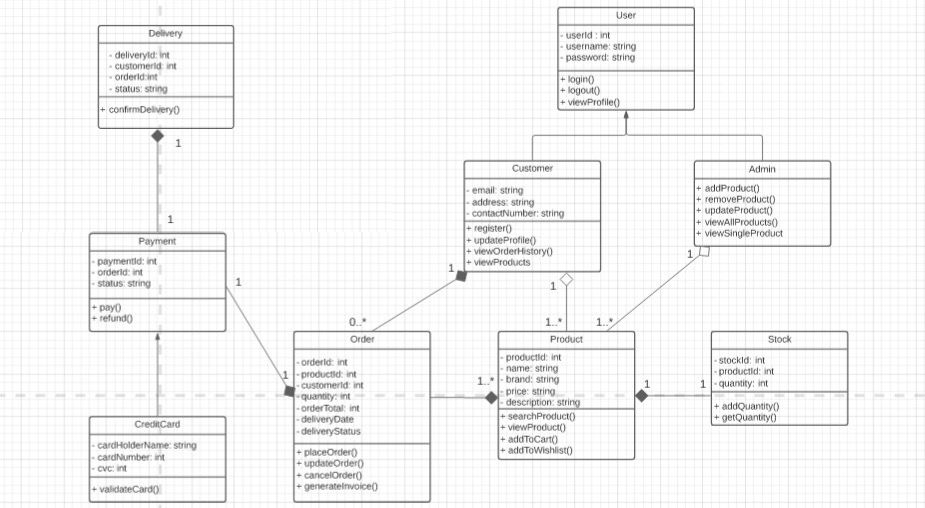 Delivery
- deliveryId: int
- customerId: int
- orderId:int
- status: string
+ confirmDelivery()
1
1
User
- userId : int
- username: string
- password: string
+ login()
+ logout()
+ viewProfile()
Customer
- email: string
- address: string
- contactNumber: string
+ register()
+ updateProfile()
+ viewOrderHistory()
+ viewProducts
Admin
+ addProduct()
+ removeProduct()
+ updateProduct()
+ viewAllProducts()
+ viewSingleProduct
1
0..*
1
1..*
1
1..*
Payment
- paymentId: int
- orderId: int
- status: string
+ pay()
+ refund()
1
1
Order
- orderId: int
- productId: int
- customerId: int
- quantity: int
- orderTotal: int
- deliveryDate
- deliveryStatus
+ placeOrder()
+ updateOrder()
+ cancelOrder()
+ generateInvoice()
1..*
Product
- productId: int
- name: string
- brand: string
- price: string
- description: string
+ searchProduct()
+ viewProduct()
+ addToCart()
+ addToWishlist()
1
1
Stock
- stockId: int
- productId: int
- quantity: int
+ addQuantity()
+ getQuantity()
CreditCard
- cardHolderName: string
- cardNumber: int
- cvc: int
+ validateCard()